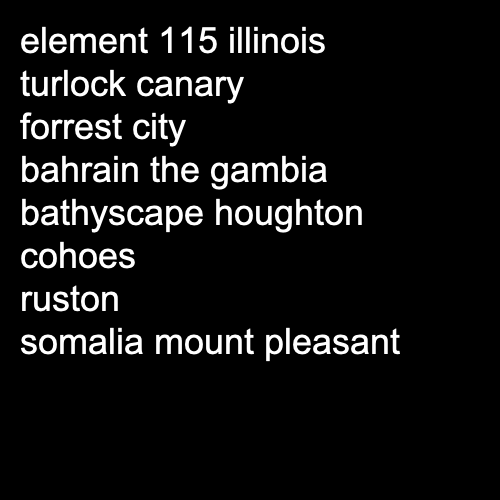 element 115 illinois
turlock canary
forrest city
bahrain the gambia
bathyscape houghton
cohoes
ruston
somalia mount pleasant